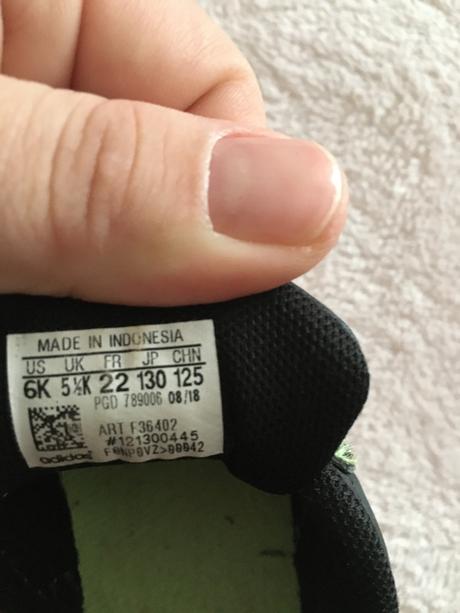 MADE IN INDONESIA
US UK FR JP CHN
6K 5½K 22 130 125
PGD 789006 08/18
ART F36402
#121300445
adidas